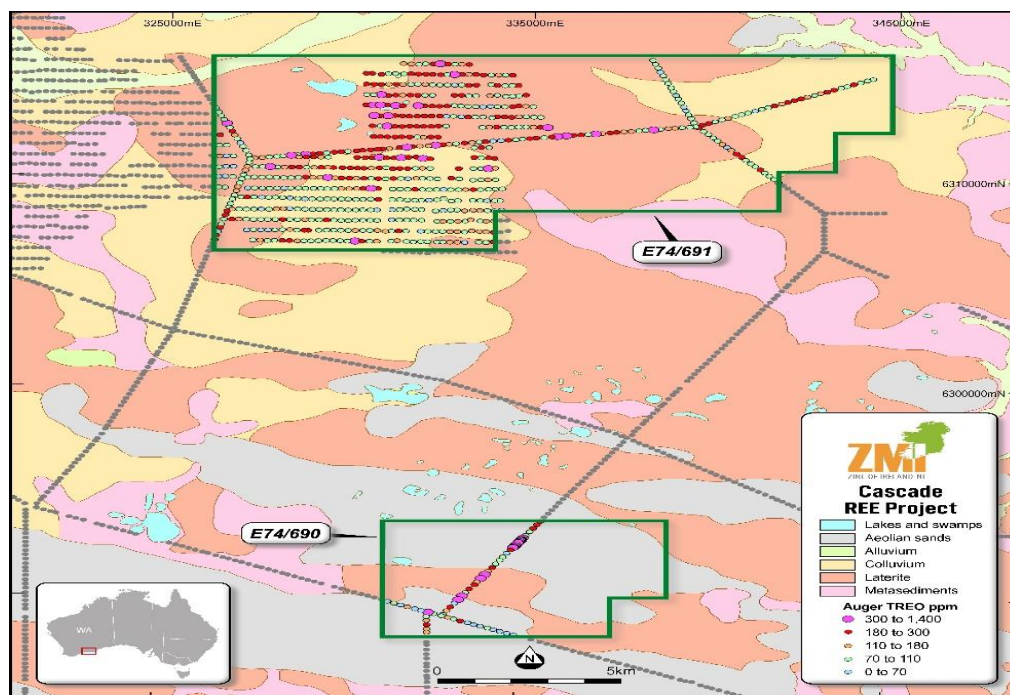 325000mE
335000mE
345000mE
6310000mN
E74/691
6300000mN
ZMI
ZINC OF IRELAND NL
Cascade
REE Project
Lakes and swamps
Aeolian sands
Alluvium
Colluvium
Laterite
Metasediments
Auger TREO ppm
300 to 1,400
180 to 300
110 to 180
70 to 110
0 to 70
E74/690
WA
N
0
5km